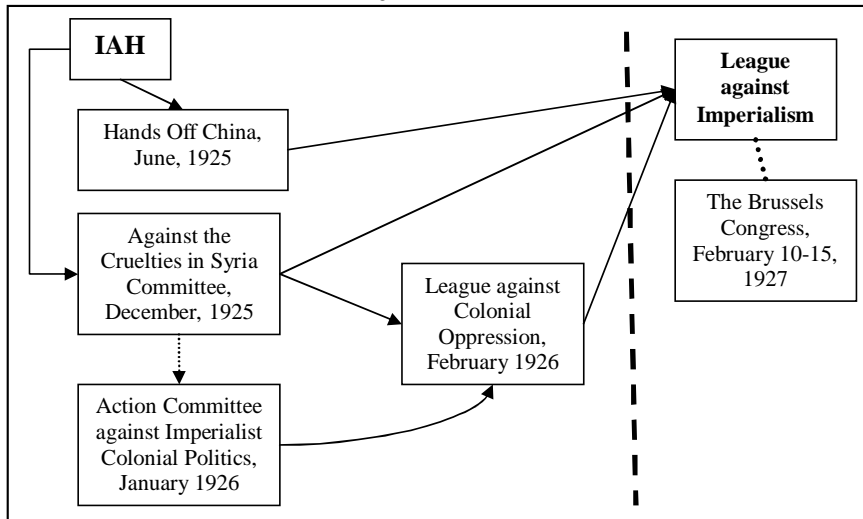 IAH
Hands Off China,
June, 1925
Against the
Cruelties in Syria
Committee,
December, 1925
Action Committee
against Imperialist
Colonial Politics,
January 1926
League against
Colonial
Oppression,
February 1926
League
against
Imperialism
The Brussels
Congress,
February 10-15,
1927